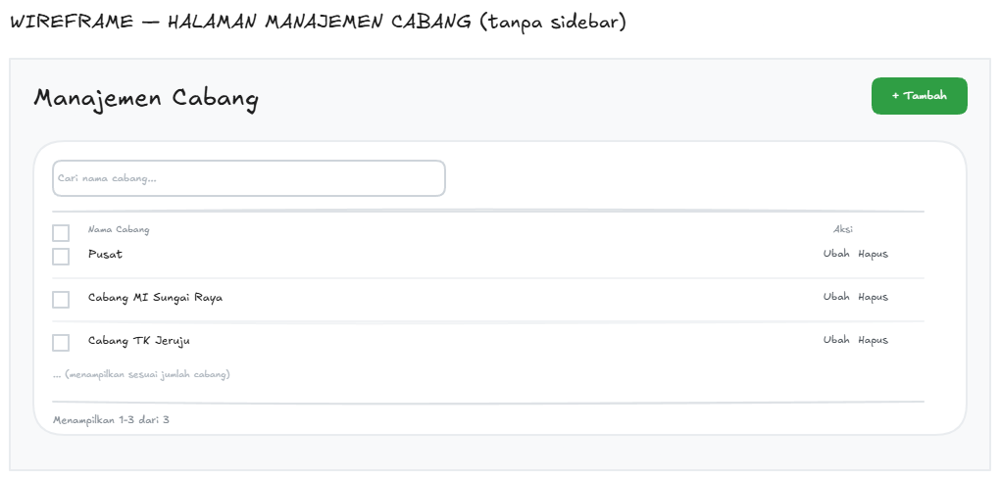 WIREFRAME — HALAMAN MANAJEMEN CABANG (tanpa sidebar)
Manajemen Cabang
+ Tambah
Cari nama cabang...
Nama Cabang Aksi
Pusat Ubah Hapus
Cabang MI Sungai Raya Ubah Hapus
Cabang TK Jeruju Ubah Hapus
... (menampilkan sesuai jumlah cabang)
Menampilkan 1-3 dari 3